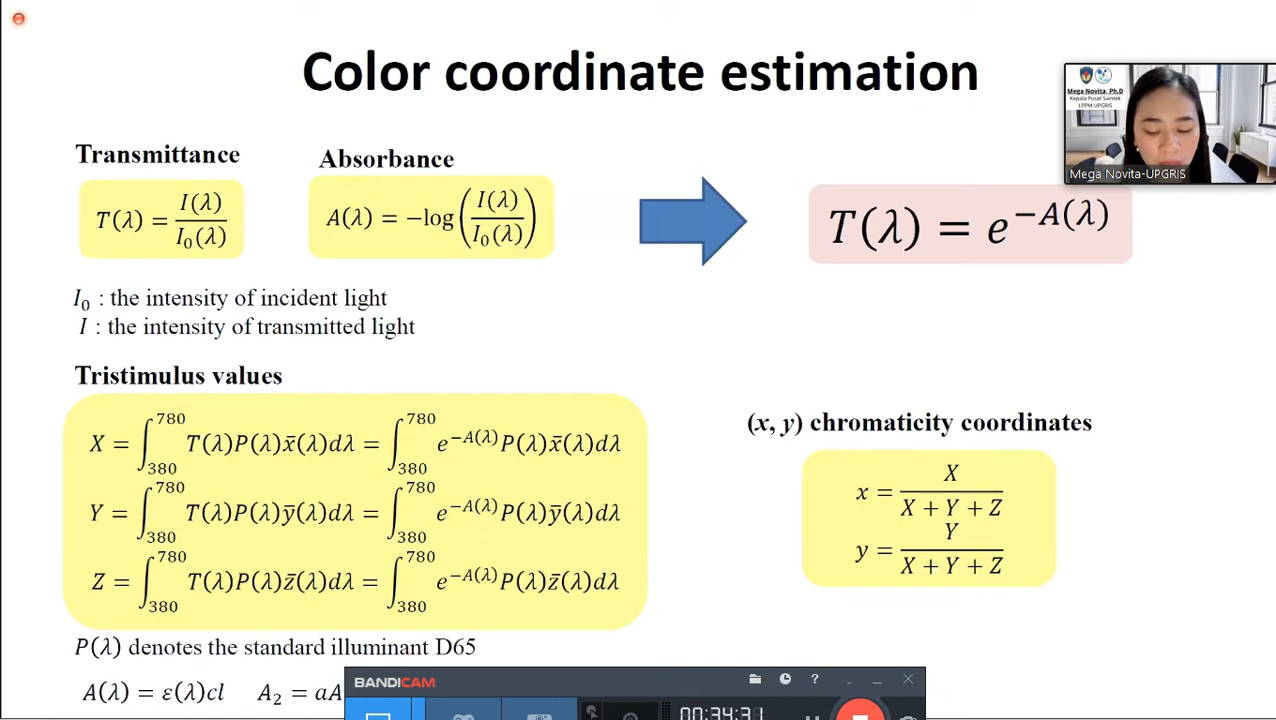 Color coordinate estimation
Mega Novita, Ph.D
Kepala Pusat Saintek
LPPM UPGRIS
Mega Novita-UPGRIS
Transmittance
T(λ) = I(λ) / I₀(λ)
Absorbance
A(λ) = −log (I(λ) / I₀(λ))
T(λ) = e^−A(λ)
I₀ : the intensity of incident light
I : the intensity of transmitted light
Tristimulus values
X = ∫₃₈₀⁷⁸⁰ T(λ)P(λ)x̄(λ)dλ = ∫₃₈₀⁷⁸⁰ e^−A(λ) P(λ)x̄(λ)dλ
Y = ∫₃₈₀⁷⁸⁰ T(λ)P(λ)ȳ(λ)dλ = ∫₃₈₀⁷⁸⁰ e^−A(λ) P(λ)ȳ(λ)dλ
Z = ∫₃₈₀⁷⁸⁰ T(λ)P(λ)z̄(λ)dλ = ∫₃₈₀⁷⁸⁰ e^−A(λ) P(λ)z̄(λ)dλ
(x, y) chromaticity coordinates
x = X / X + Y + Z
y = Y / X + Y + Z
P(λ) denotes the standard illuminant D65
A(λ) = ε(λ)cl A₂ = aA
BANDICAM
00:34:31